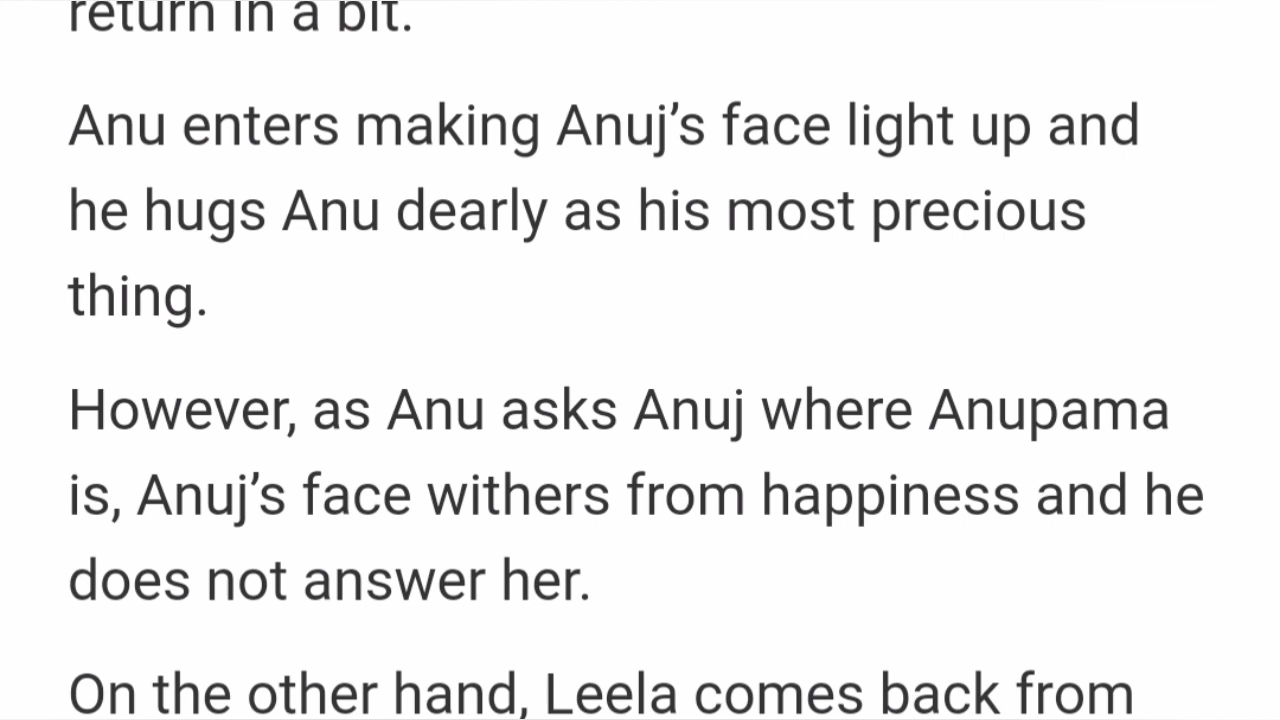 return in a bit.
Anu enters making Anuj’s face light up and
he hugs Anu dearly as his most precious
thing.
However, as Anu asks Anuj where Anupama
is, Anuj’s face withers from happiness and he
does not answer her.
On the other hand, Leela comes back from